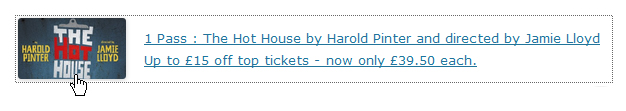 BY HAROLD PINTER
THE HOT HOUSE
JAMIE LLOYD
1 Pass : The Hot House by Harold Pinter and directed by Jamie Lloyd
Up to £15 off top tickets - now only £39.50 each.